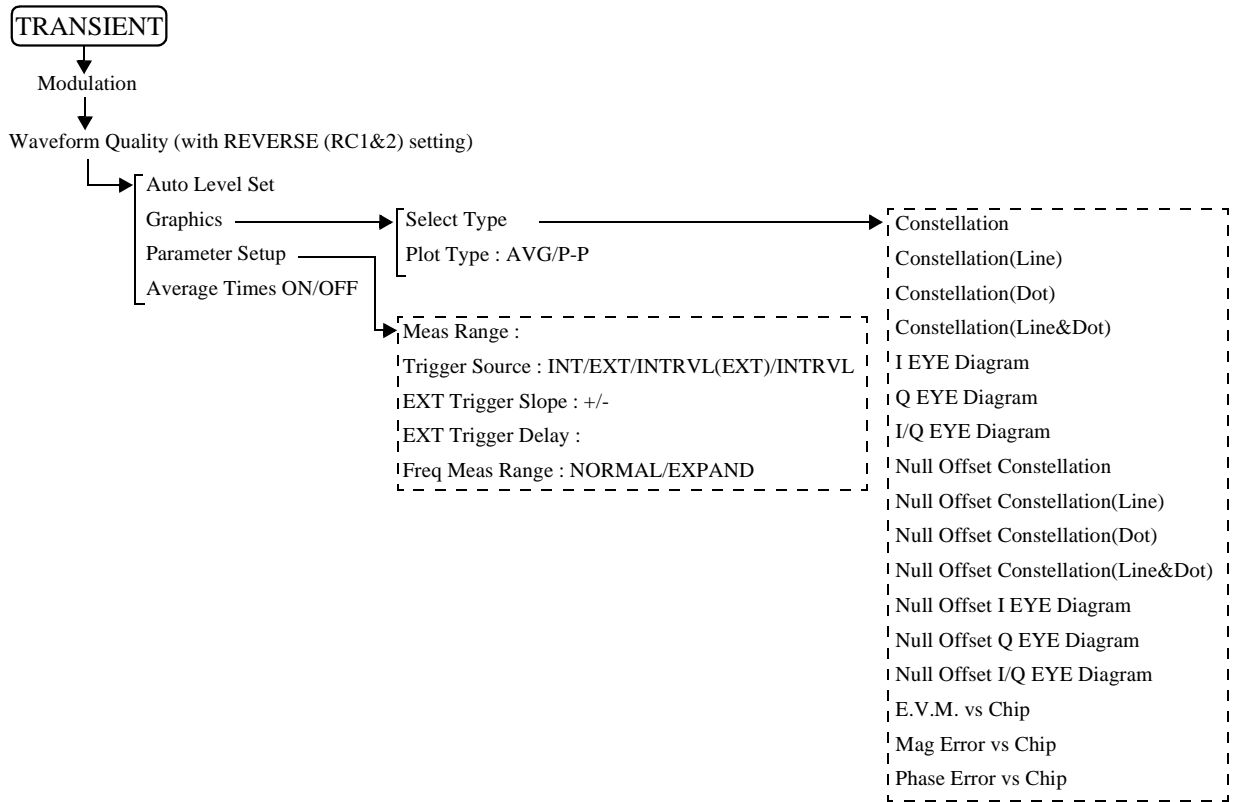 TRANSIENT
Modulation
Waveform Quality (with REVERSE (RC1&2) setting)
Auto Level Set
Graphics
Parameter Setup
Average Times ON/OFF
Select Type
Plot Type : AVG/P-P
Meas Range :
Trigger Source : INT/EXT/INTRVL(EXT)/INTRVL
EXT Trigger Slope : +/-
EXT Trigger Delay :
Freq Meas Range : NORMAL/EXPAND
Constellation
Constellation(Line)
Constellation(Dot)
Constellation(Line&Dot)
I EYE Diagram
Q EYE Diagram
I/Q EYE Diagram
Null Offset Constellation
Null Offset Constellation(Line)
Null Offset Constellation(Dot)
Null Offset Constellation(Line&Dot)
Null Offset I EYE Diagram
Null Offset Q EYE Diagram
Null Offset I/Q EYE Diagram
E.V.M. vs Chip
Mag Error vs Chip
Phase Error vs Chip